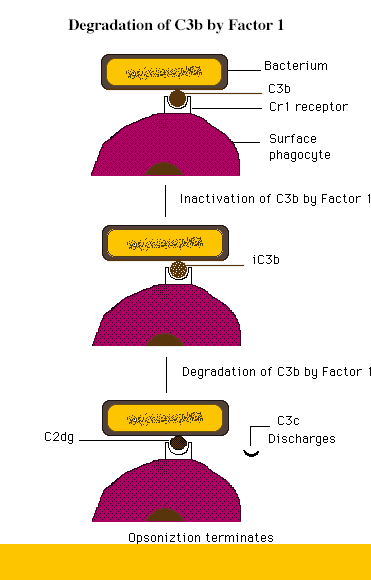 Degradation of C3b by Factor 1
Bacterium
C3b
Cr1 receptor
Surface
phagocyte
Inactivation of C3b by Factor 1
iC3b
Degradation of C3b by Factor 1
C2dg
C3c
Discharges
Opsoniztion terminates